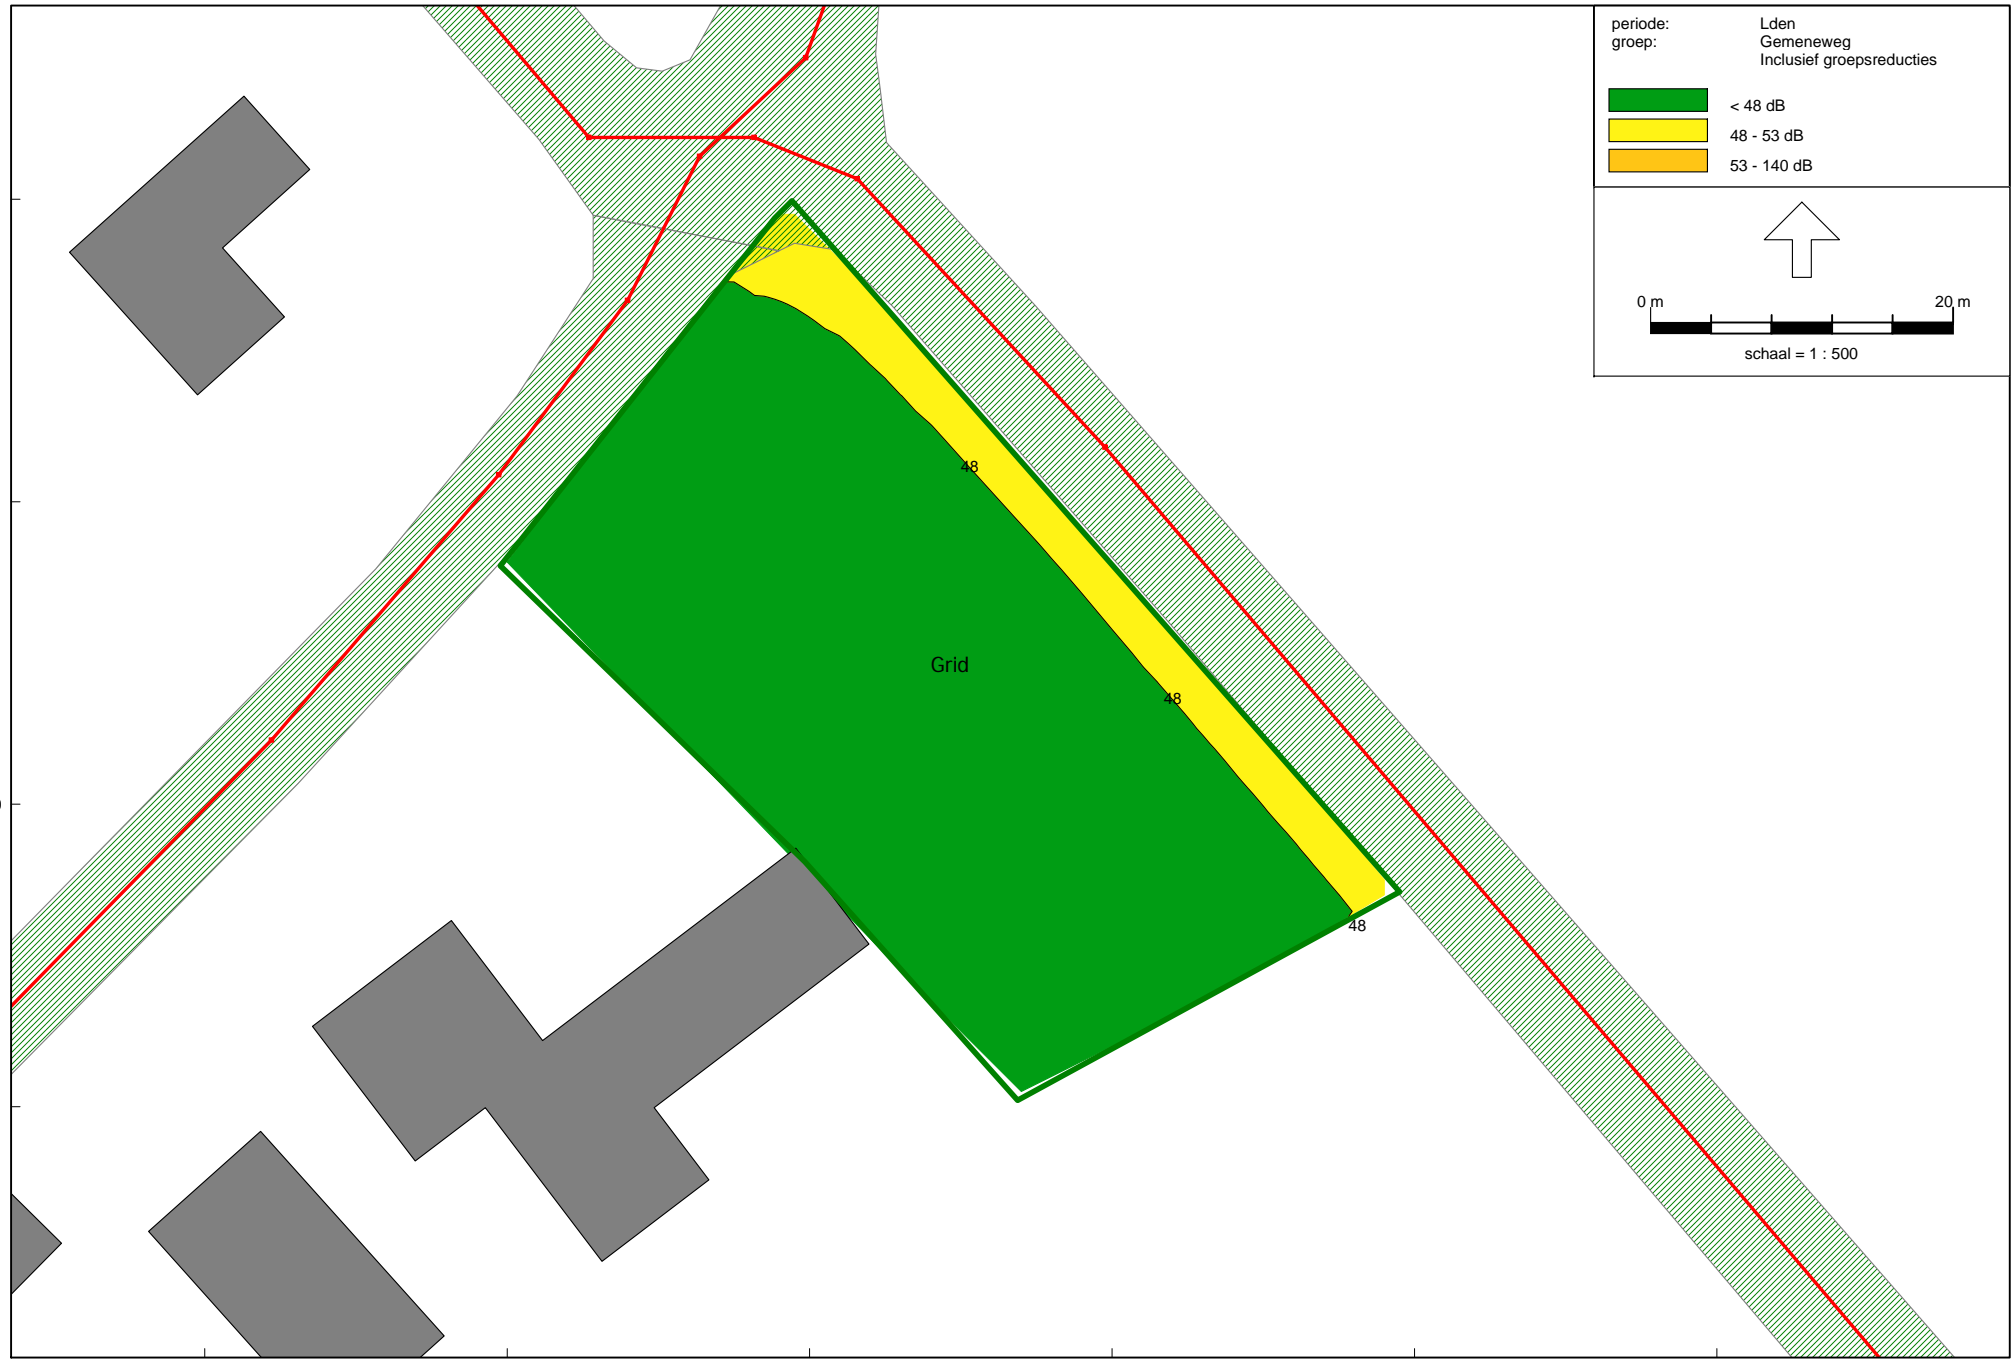 periode: Lden
groep: Gemeneweg
Inclusief groepsreducties
< 48 dB
48 - 53 dB
53 - 140 dB
0 m 20 m
schaal = 1 : 500
48
Grid
48
48